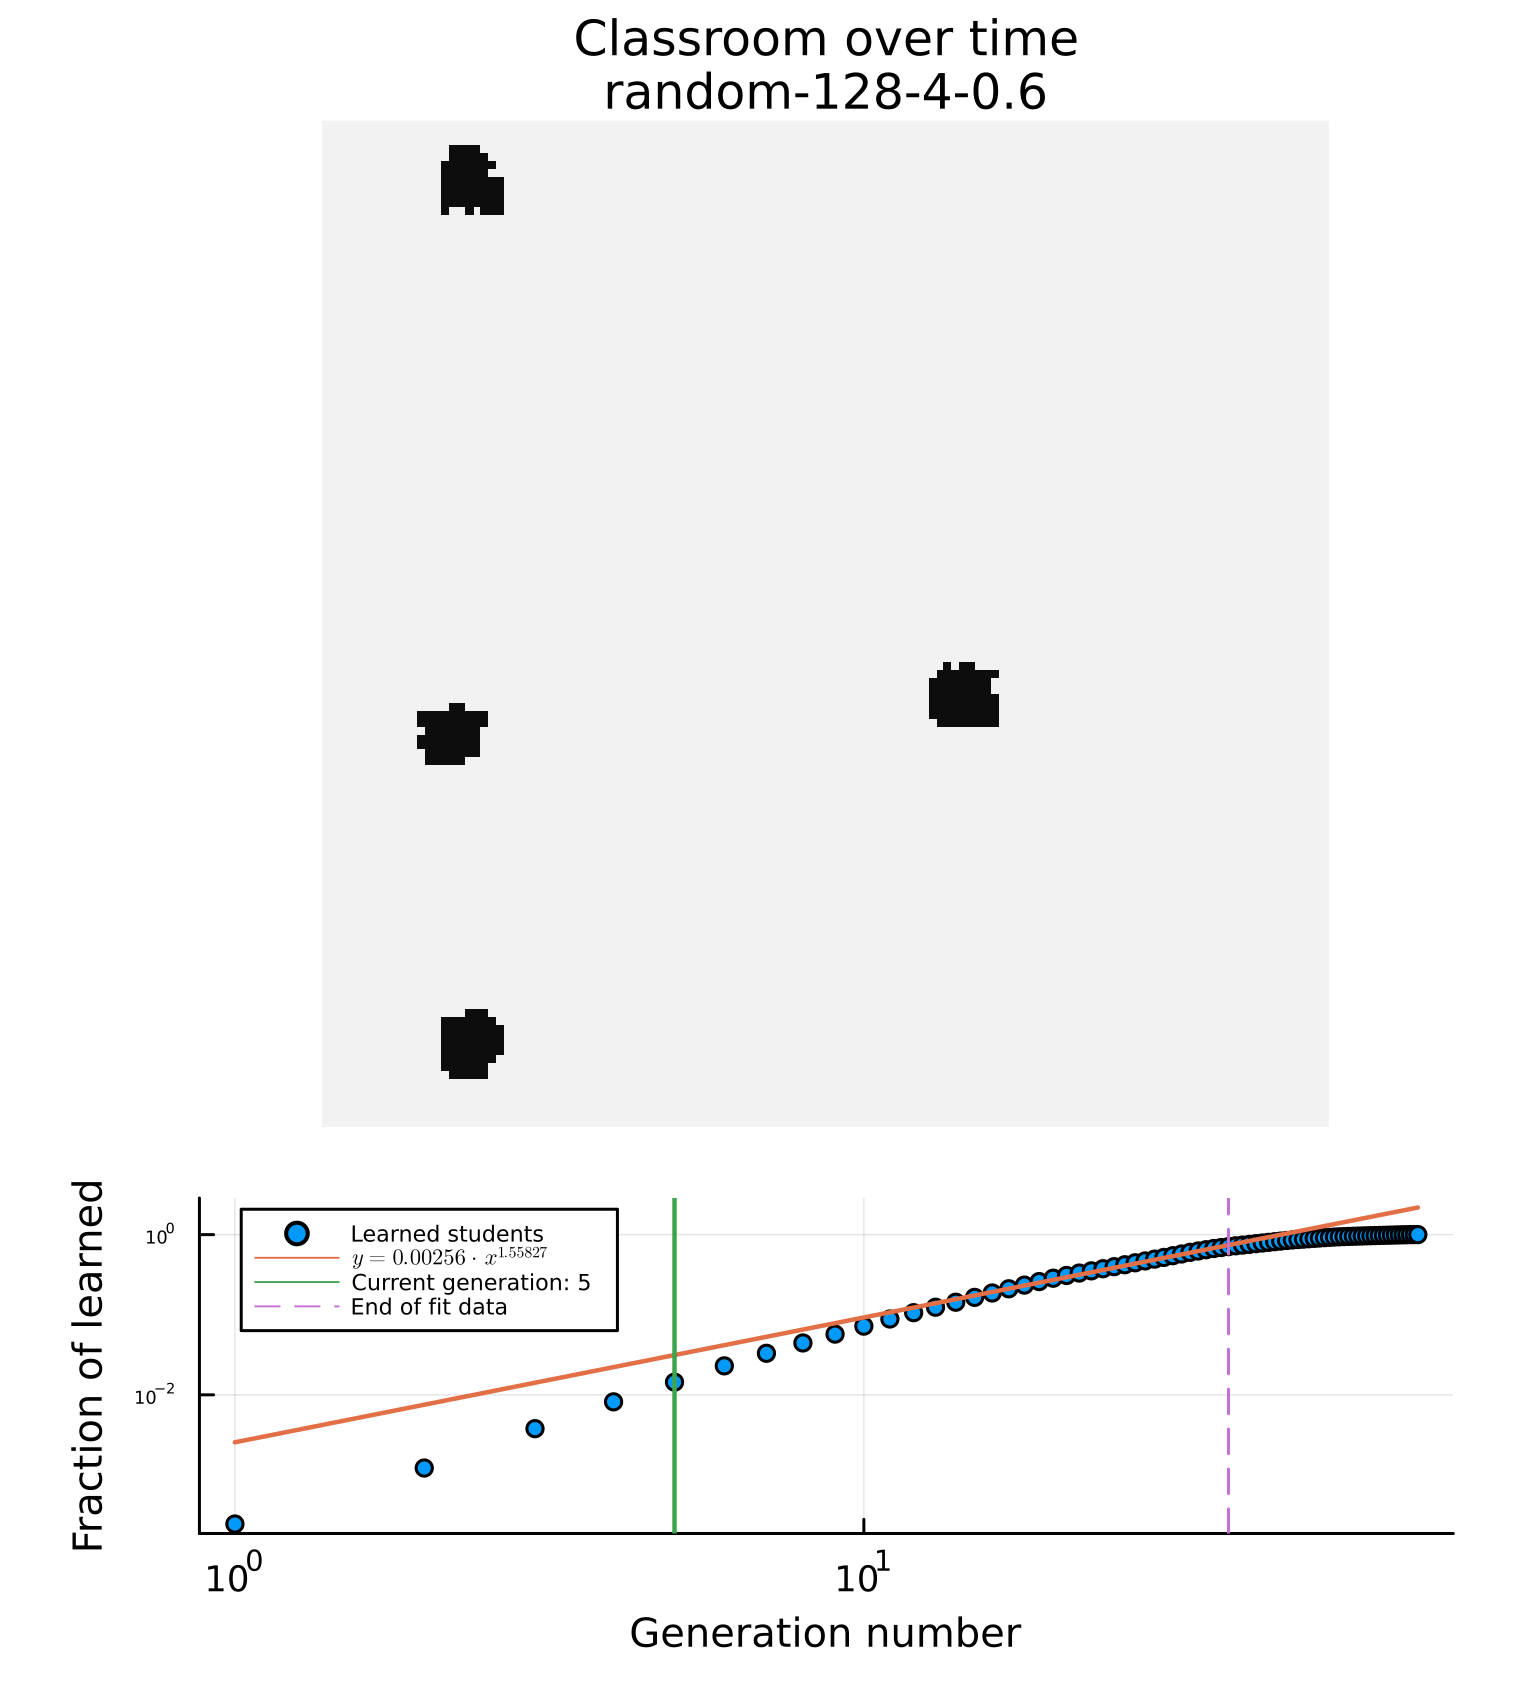 Classroom over time
random-128-4-0.6
Fraction of learned
10^0
10^-2
Learned students
y = 0.00256 · x^1.55827
Current generation: 5
End of fit data
10^0
10^1
Generation number